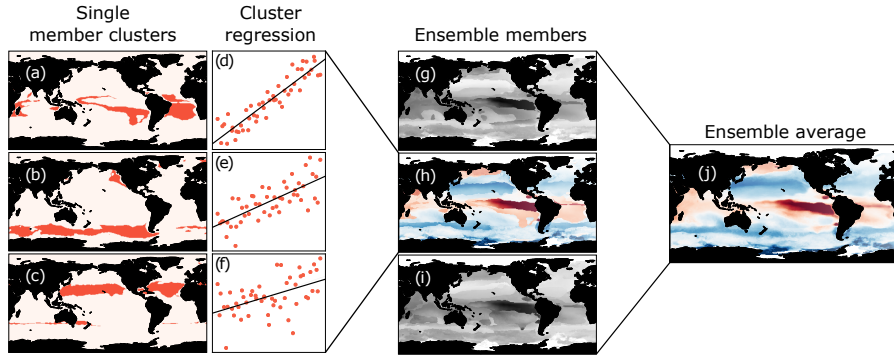 Single
member clusters
Cluster
regression
Ensemble members
Ensemble average
(a)
(d)
(g)
(b)
(e)
(h)
(j)
(c)
(f)
(i)